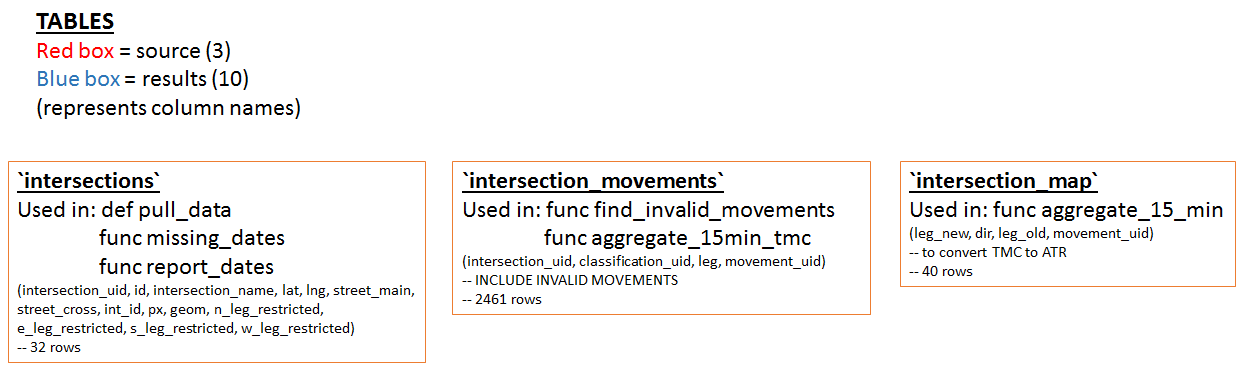 TABLES
Red box = source (3)
Blue box = results (10)
(represents column names)
`intersections`
Used in: def pull_data
func missing_dates
func report_dates
(intersection_uid, id, intersection_name, lat, lng, street_main,
street_cross, int_id, px, geom, n_leg_restricted,
e_leg_restricted, s_leg_restricted, w_leg_restricted)
-- 32 rows
`intersection_movements`
Used in: func find_invalid_movements
func aggregate_15min_tmc
(intersection_uid, classification_uid, leg, movement_uid)
-- INCLUDE INVALID MOVEMENTS
-- 2461 rows
`intersection_map`
Used in: func aggregate_15_min
(leg_new, dir, leg_old, movement_uid)
-- to convert TMC to ATR
-- 40 rows